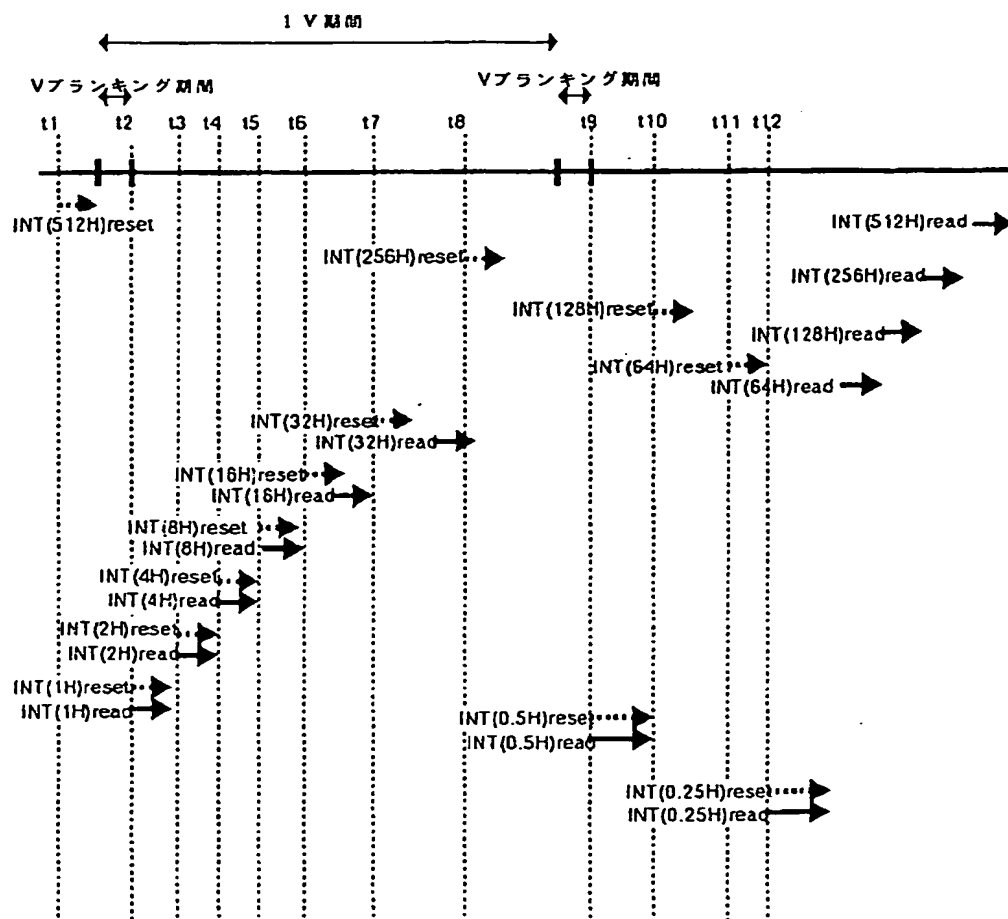 1 V 期間
Vブランキング期間
Vブランキング期間
t1 t2 t3 t4 t5 t6 t7 t8 t9 t10 t11 t12
INT(512H)reset
INT(512H)read
INT(256H)reset
INT(256H)read
INT(128H)reset
INT(128H)read
INT(64H)reset
INT(64H)read
INT(32H)reset
INT(32H)read
INT(16H)reset
INT(16H)read
INT(8H)reset
INT(8H)read
INT(4H)reset
INT(4H)read
INT(2H)reset
INT(2H)read
INT(1H)reset
INT(1H)read
INT(0.5H)reset
INT(0.5H)read
INT(0.25H)reset
INT(0.25H)read